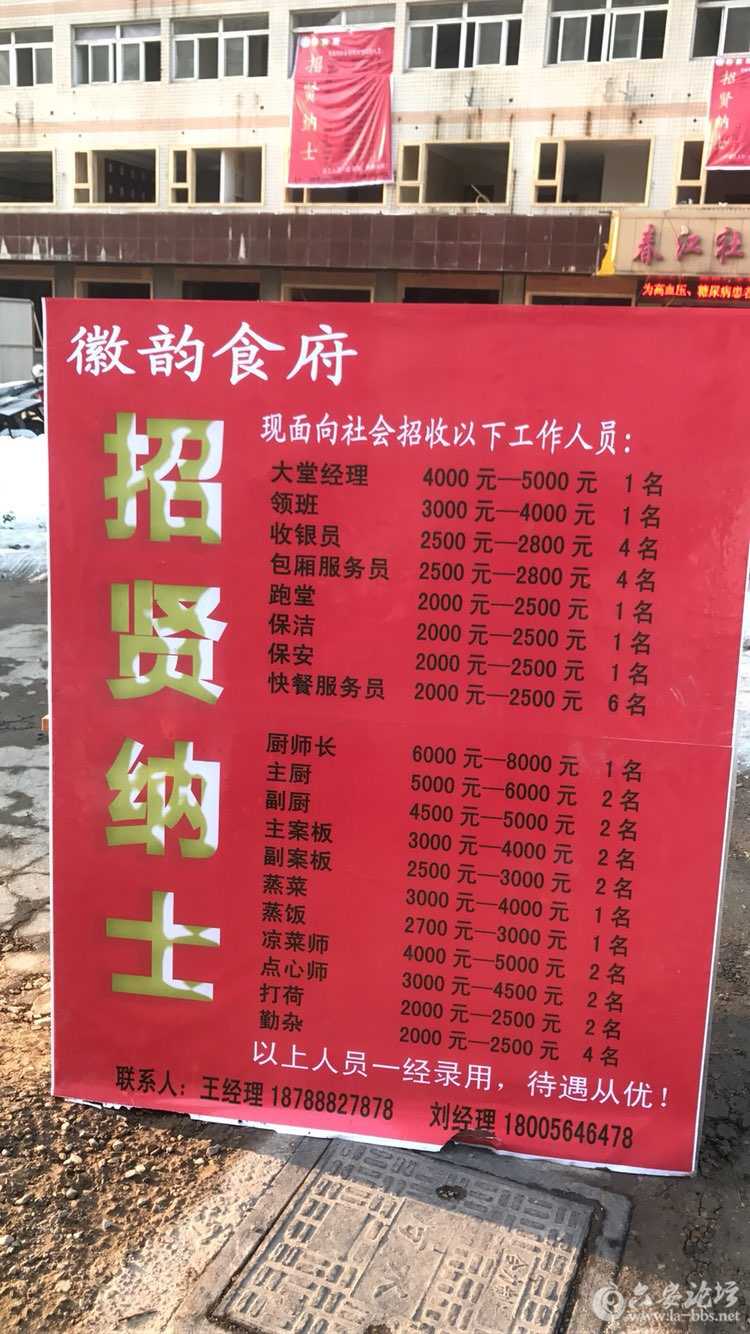 招贤纳士
招贤纳士
春江社
为高血压、糖尿病患者
徽韵食府
招贤纳士
现面向社会招收以下工作人员：
大堂经理 4000元—5000元 1名
领班 3000元—4000元 1名
收银员 2500元—2800元 4名
包厢服务员 2500元—2800元 4名
跑堂 2000元—2500元 1名
保洁 2000元—2500元 1名
保安 2000元—2500元 1名
快餐服务员 2000元—2500元 6名
厨师长 6000元—8000元 1名
主厨 5000元—6000元 2名
副厨 4500元—5000元 2名
主案板 3000元—4000元 2名
副案板 2500元—3000元 2名
蒸菜 3000元—4000元 1名
蒸饭 2700元—3000元 1名
凉菜师 4000元—5000元 2名
点心师 3000元—4500元 2名
打荷 2000元—2500元 2名
勤杂 2000元—2500元 4名
以上人员一经录用，待遇从优！
联系人：王经理 18788827878 刘经理 18005646478
六安论坛
www.la-bbs.net